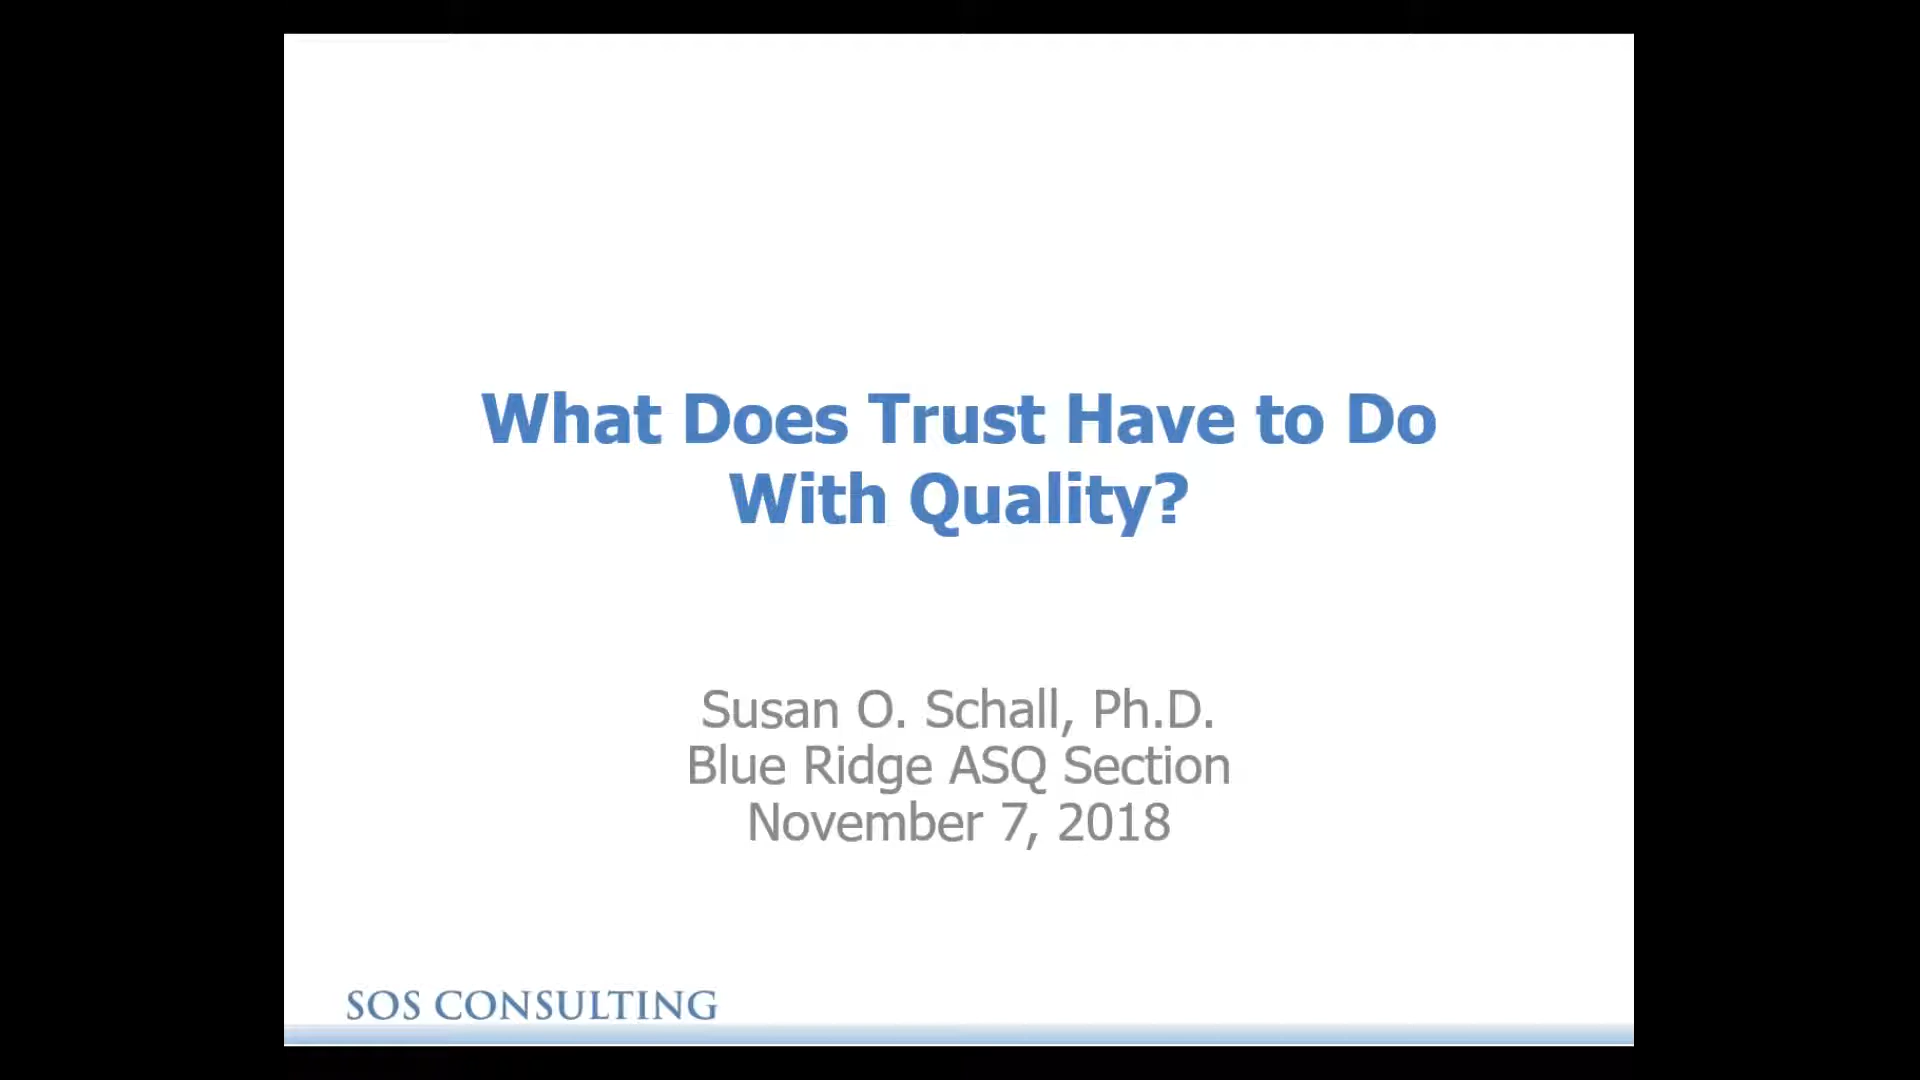 What Does Trust Have to Do
With Quality?
Susan O. Schall, Ph.D.
Blue Ridge ASQ Section
November 7, 2018
SOS CONSULTING